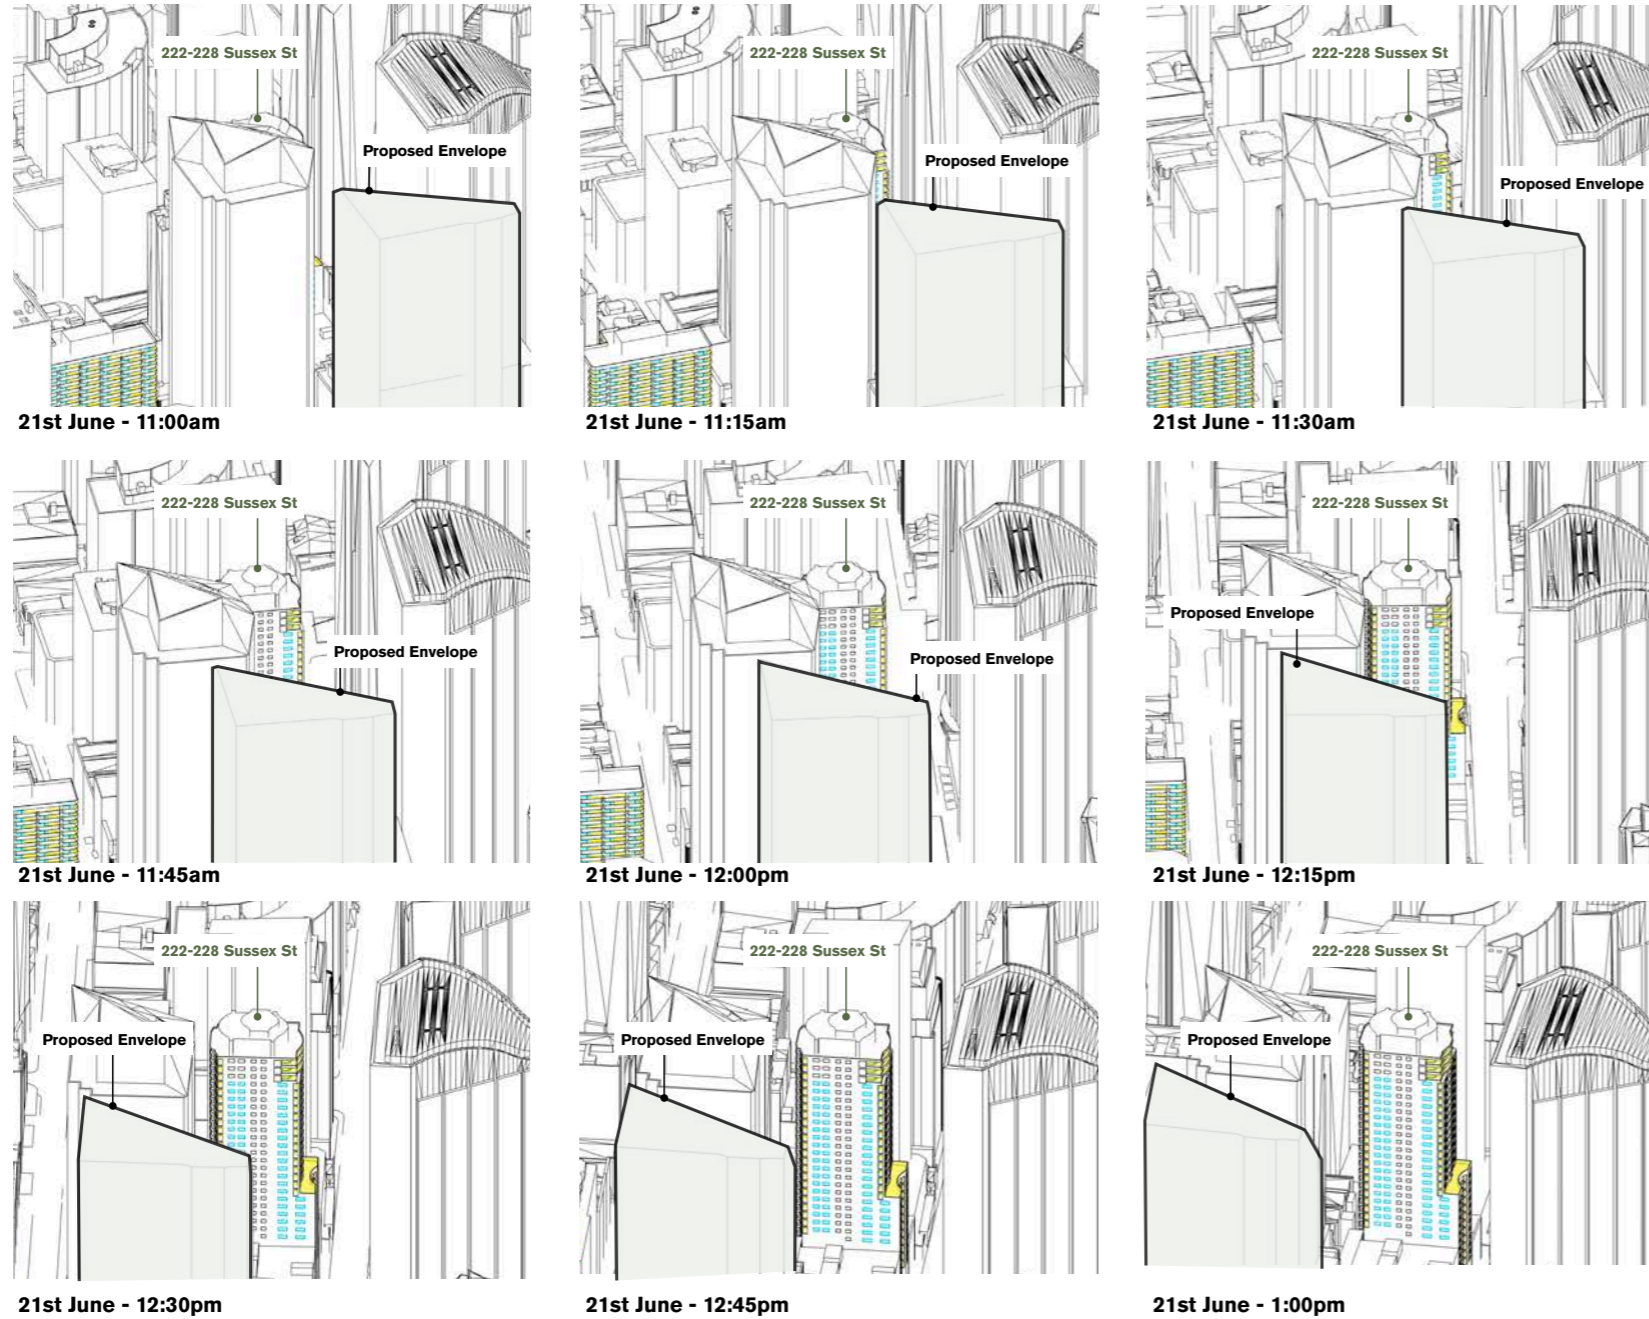 222-228 Sussex St
Proposed Envelope
21st June - 11:00am
222-228 Sussex St
Proposed Envelope
21st June - 11:15am
222-228 Sussex St
Proposed Envelope
21st June - 11:30am
222-228 Sussex St
Proposed Envelope
21st June - 11:45am
222-228 Sussex St
Proposed Envelope
21st June - 12:00pm
222-228 Sussex St
Proposed Envelope
21st June - 12:15pm
222-228 Sussex St
Proposed Envelope
21st June - 12:30pm
222-228 Sussex St
Proposed Envelope
21st June - 12:45pm
222-228 Sussex St
Proposed Envelope
21st June - 1:00pm